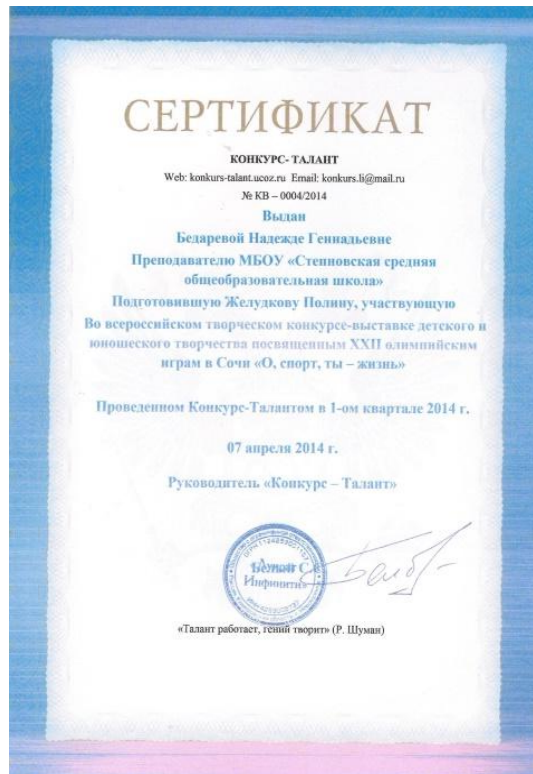 СЕРТИФИКАТ
КОНКУРС- ТАЛАНТ
Web: konkurs-talant.ucoz.ru Email: konkurs.li@mail.ru
№ КВ – 0004/2014
Выдан
Бедаревой Надежде Геннадьевне
Преподавателю МБОУ «Степновская средняя
общеобразовательная школа»
Подготовившую Желудкову Полину, участвующую
Во всероссийском творческом конкурсе-выставке детского и
юношеского творчества посвященным XXII олимпийским
играм в Сочи «О, спорт, ты – жизнь»
Проведенном Конкурс-Талантом в 1-ом квартале 2014 г.
07 апреля 2014 г.
Руководитель «Конкурс – Талант»
Инфинити»
«Талант работает, гений творит» (Р. Шуман)